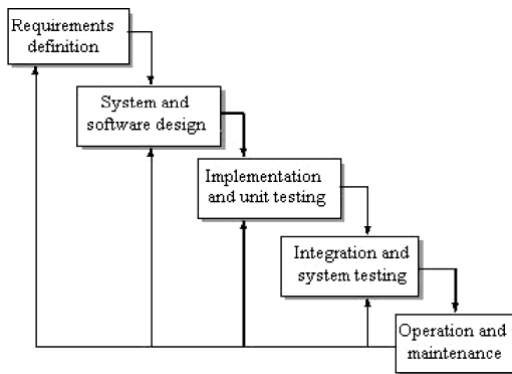 Requirements
definition
System and
software design
Implementation
and unit testing
Integration and
system testing
Operation and
maintenance